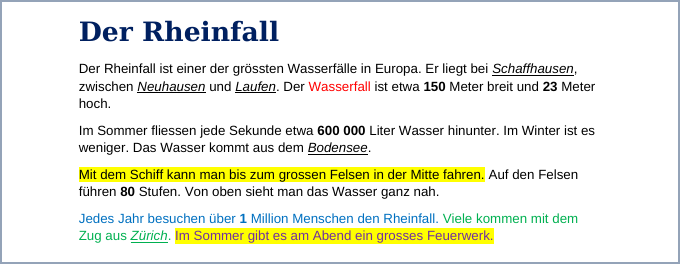 Der Rheinfall
Der Rheinfall ist einer der grössten Wasserfälle in Europa. Er liegt bei Schaffhausen,
zwischen Neuhausen und Laufen. Der Wasserfall ist etwa 150 Meter breit und 23 Meter
hoch.
Im Sommer fliessen jede Sekunde etwa 600 000 Liter Wasser hinunter. Im Winter ist es
weniger. Das Wasser kommt aus dem Bodensee.
Mit dem Schiff kann man bis zum grossen Felsen in der Mitte fahren. Auf den Felsen
führen 80 Stufen. Von oben sieht man das Wasser ganz nah.
Jedes Jahr besuchen über 1 Million Menschen den Rheinfall. Viele kommen mit dem
Zug aus Zürich. Im Sommer gibt es am Abend ein grosses Feuerwerk.